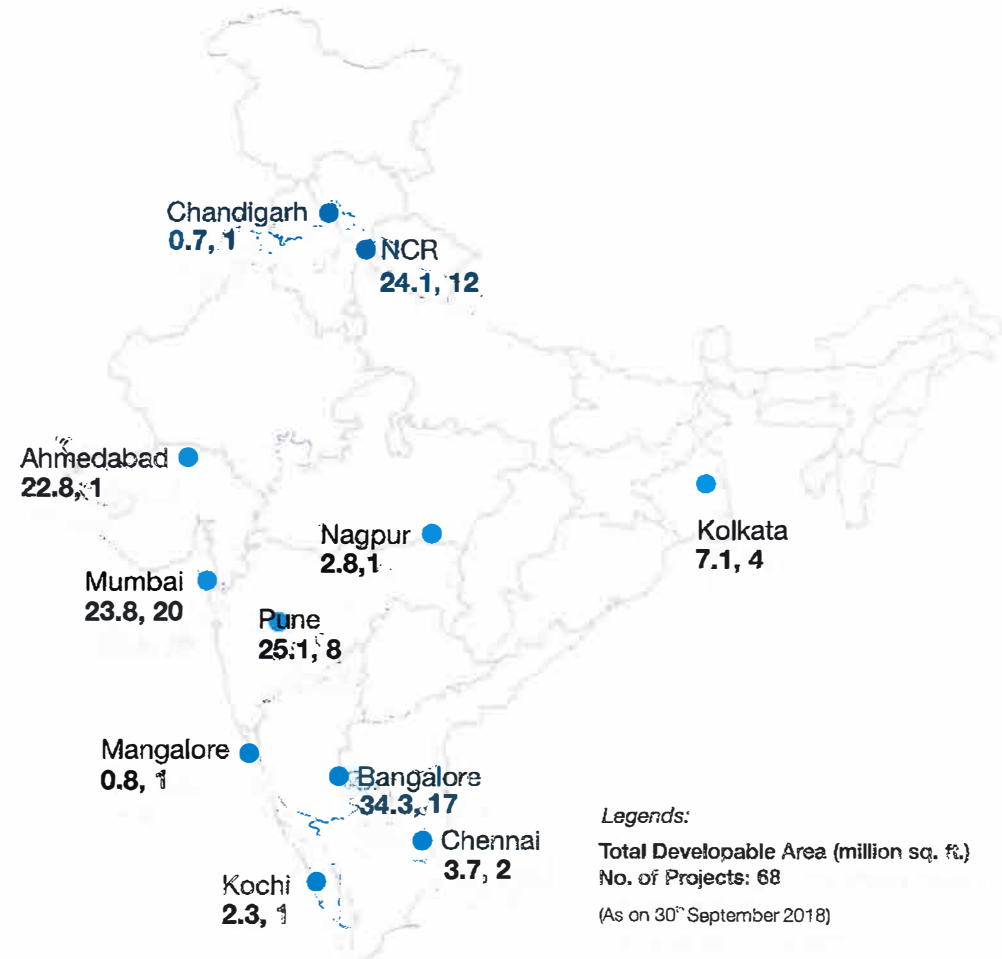 Chandigarh
0.7, 1
NCR
24.1, 12
Ahmedabad
22.8, 1
Nagpur
2.8,1
Kolkata
7.1, 4
Mumbai
23.8, 20
Pune
25.1, 8
Mangalore
0.8, 1
Bangalore
34.3, 17
Chennai
3.7, 2
Kochi
2.3, 1
Legends:
Total Developable Area (million sq. ft.)
No. of Projects: 68
(As on 30th September 2018)